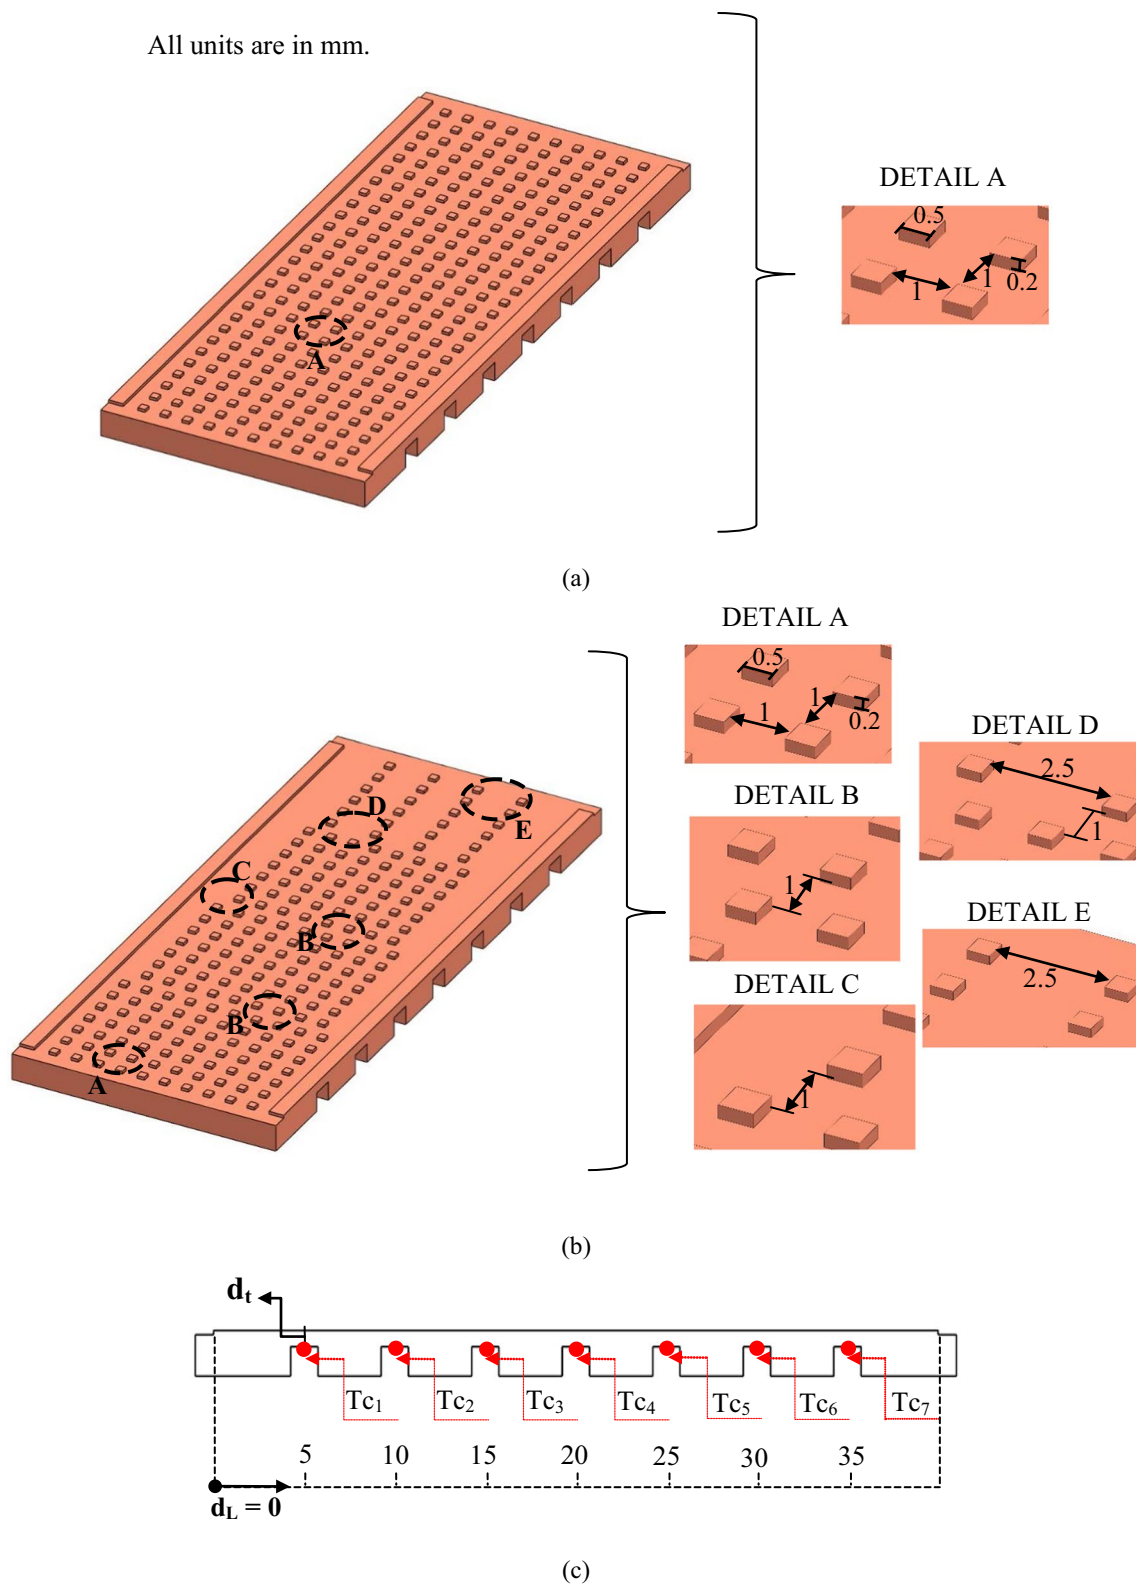 All units are in mm.
DETAIL A
0.5
1
1
0.2
A
(a)
DETAIL A
0.5
1
1
0.2
DETAIL D
2.5
1
DETAIL B
1
DETAIL E
2.5
DETAIL C
1
D
E
C
B
B
A
(b)
dt
Tc1 Tc2 Tc3 Tc4 Tc5 Tc6 Tc7
5 10 15 20 25 30 35
dL = 0
(c)